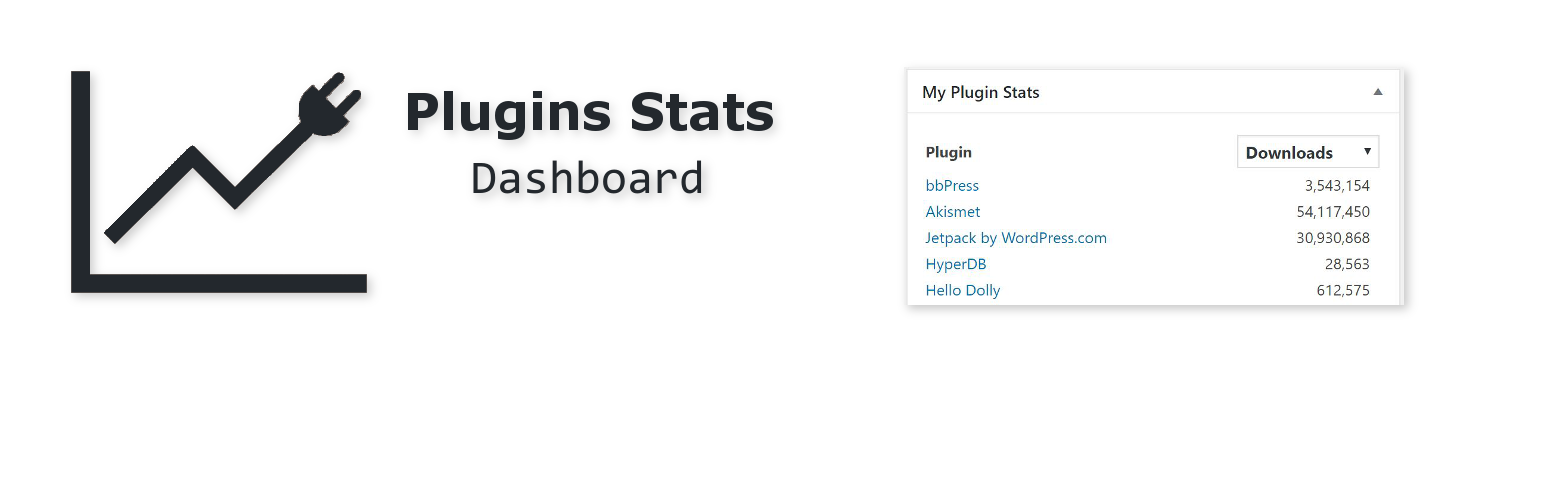 Plugins Stats
Dashboard
My Plugin Stats
Plugin Downloads
bbPress 3,543,154
Akismet 54,117,450
Jetpack by WordPress.com 30,930,868
HyperDB 28,563
Hello Dolly 612,575